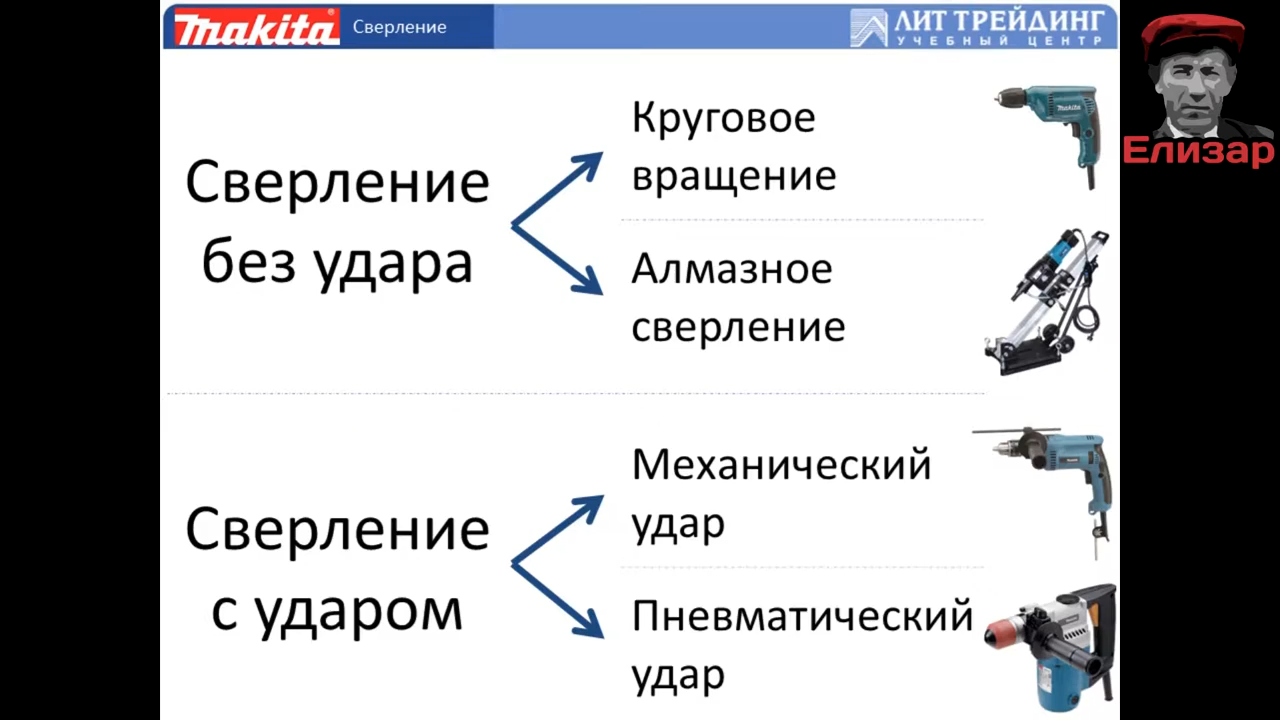 Makita
Сверление
ЛИТ ТРЕЙДИНГ
УЧЕБНЫЙ ЦЕНТР
Елизар
Сверление
без удара
Круговое
вращение
Makita
Алмазное
сверление
Сверление
с ударом
Механический
удар
Пневматический
удар